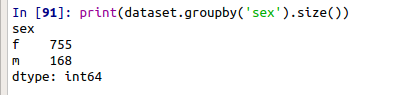 In [91]: print(dataset.groupby('sex').size())
sex
f    755
m    168
dtype: int64